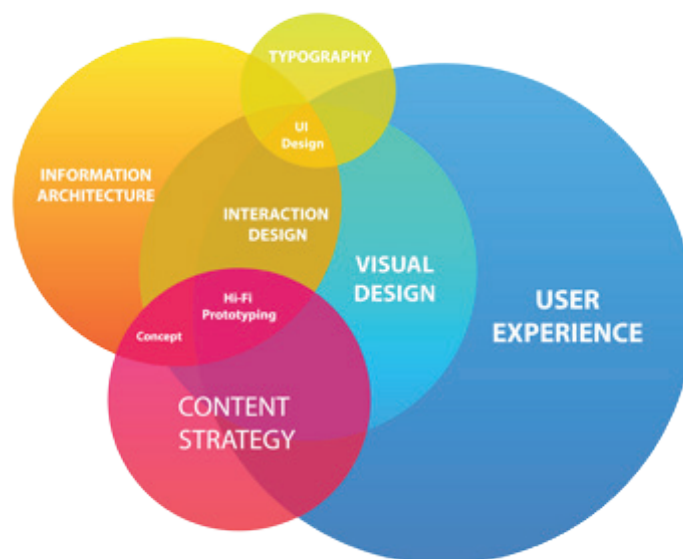 TYPOGRAPHY
UI
Design
INFORMATION
ARCHITECTURE
INTERACTION
DESIGN
VISUAL
DESIGN
USER
EXPERIENCE
Hi-Fi
Prototyping
Concept
CONTENT
STRATEGY